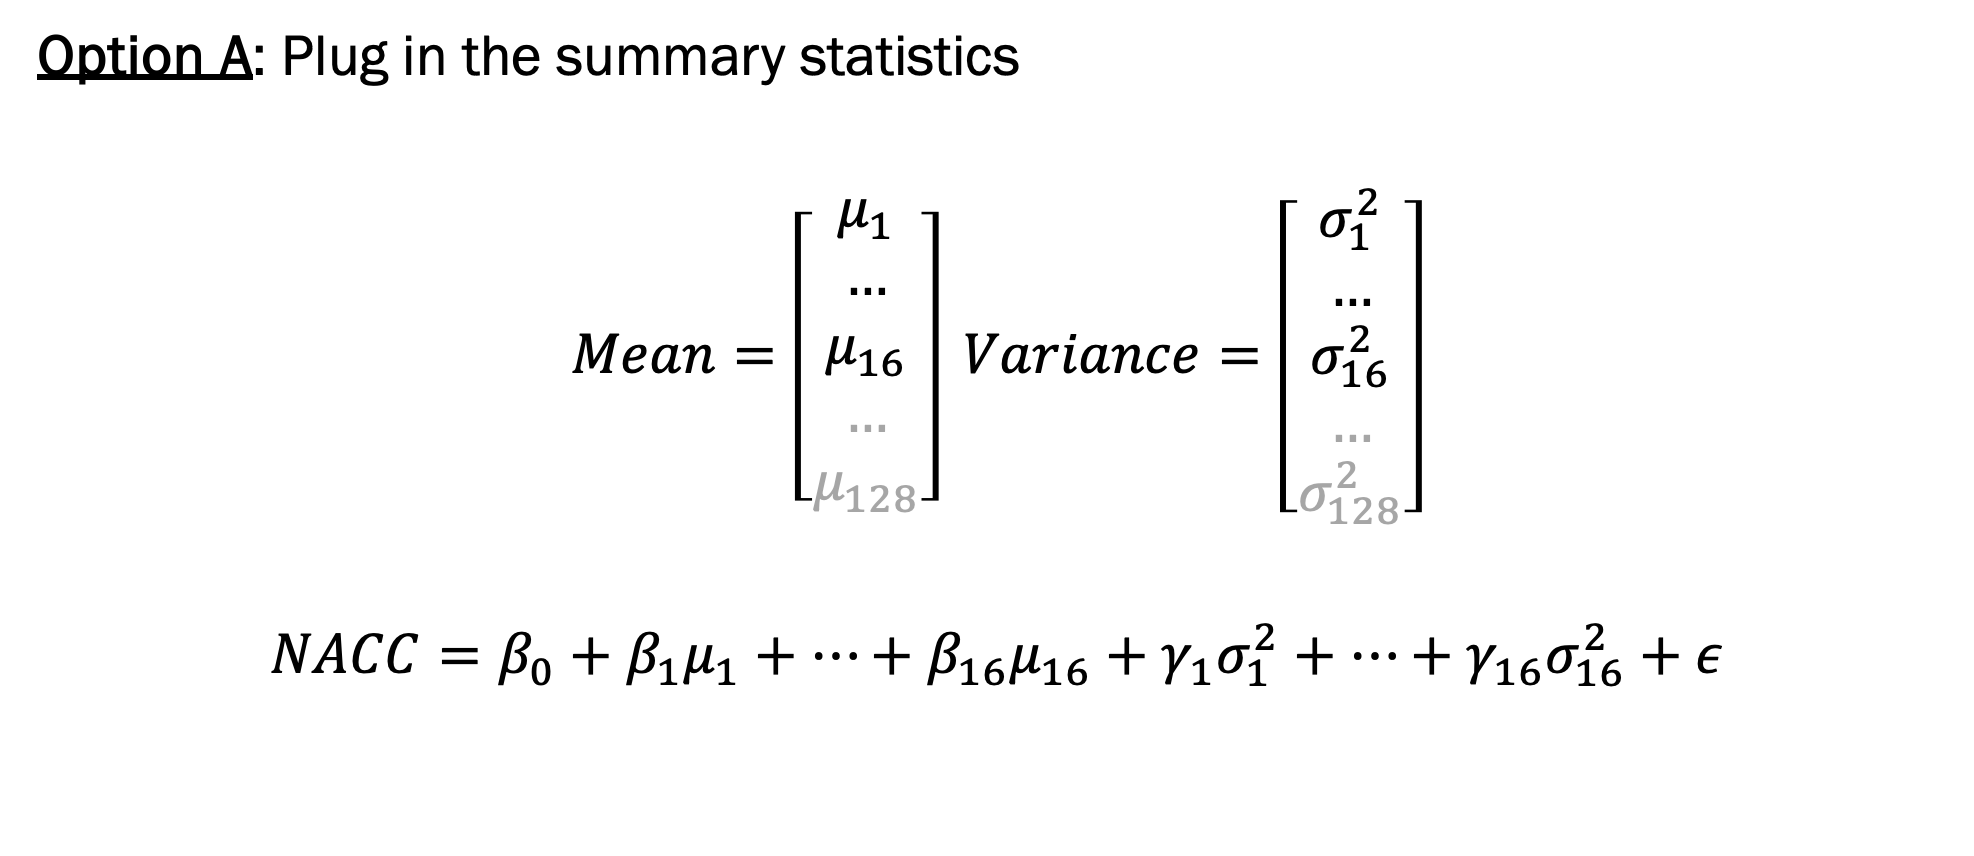 Option A: Plug in the summary statistics
Mean = [μ₁ … μ₁₆ … μ₁₂₈] Variance = [σ₁² … σ₁₆² … σ₁₂₈²]
NACC = β₀ + β₁μ₁ + ⋯ + β₁₆μ₁₆ + γ₁σ₁² + ⋯ + γ₁₆σ₁₆² + ϵ